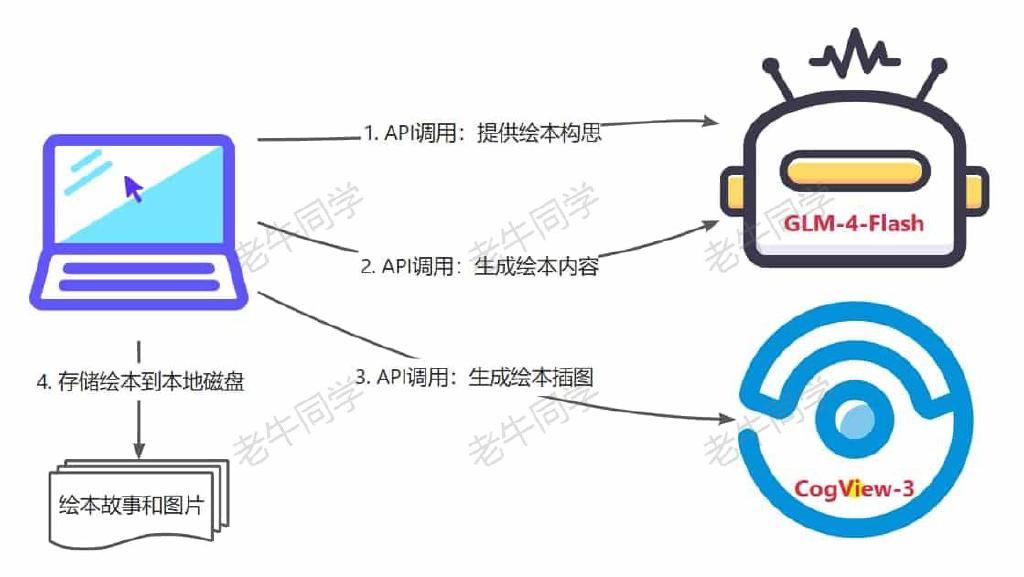 1. API调用：提供绘本构思
GLM-4-Flash
老牛同学 老牛同学 老牛同学
2. API调用：生成绘本内容
3. API调用：生成绘本插图
4. 存储绘本到本地磁盘
老牛同学 老牛同学 老牛同学
CogView-3
绘本故事和图片